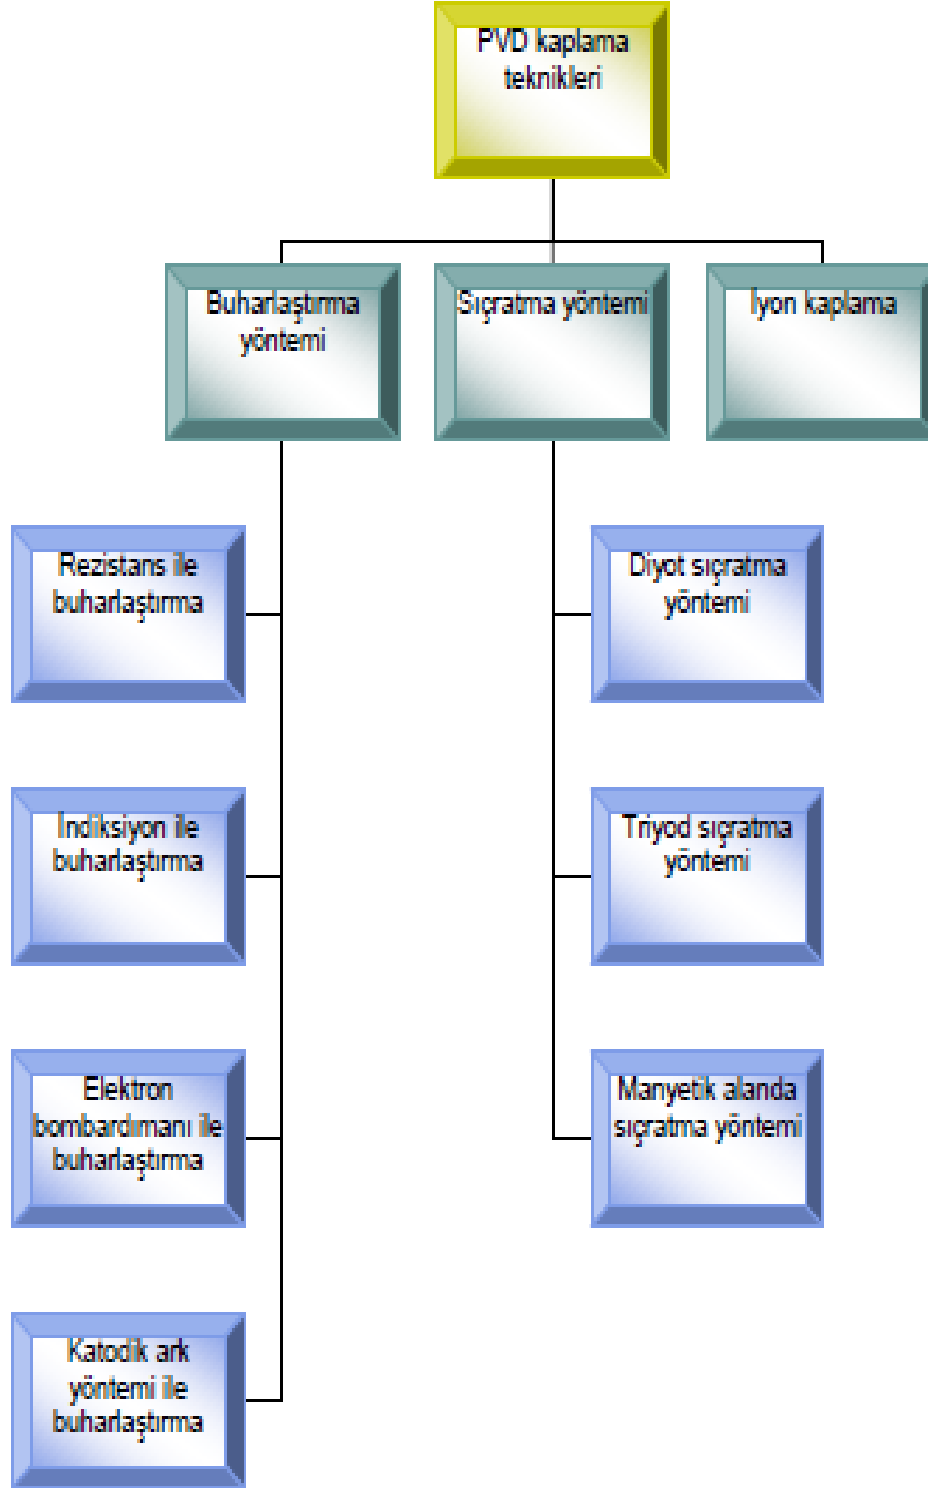 PVD kaplama
teknikleri
Buharlaştırma
yöntemi
Sıçratma yöntemi
İyon kaplama
Rezistans ile
buharlaştırma
İndiksiyon ile
buharlaştırma
Elektron
bombardımanı ile
buharlaştırma
Katodik ark
yöntemi ile
buharlaştırma
Diyot sıçratma
yöntemi
Triyod sıçratma
yöntemi
Manyetik alanda
sıçratma yöntemi